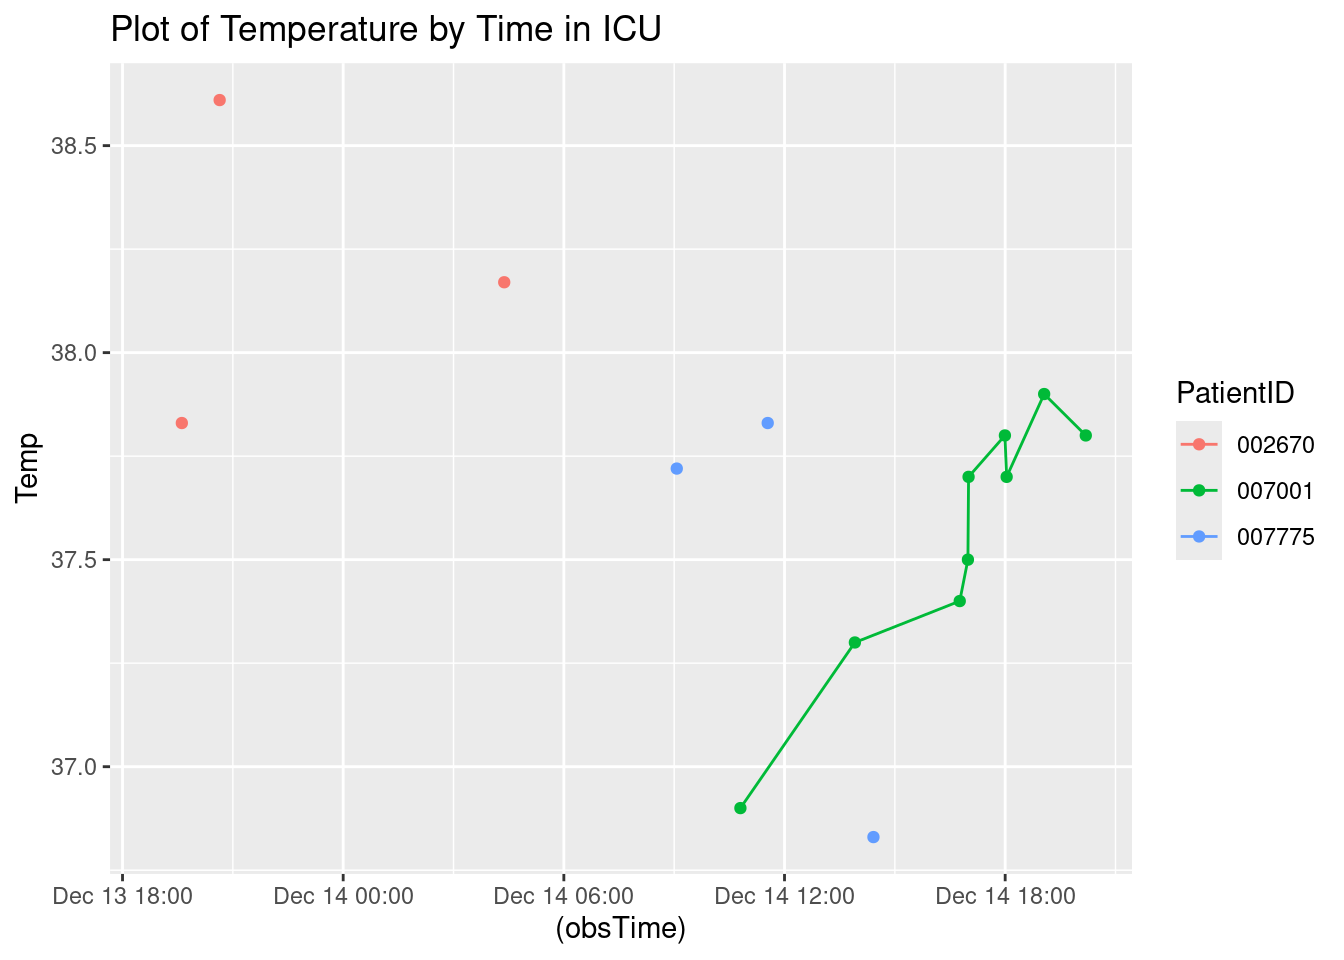 Plot of Temperature by Time in ICU
38.5
38.0
37.5
37.0
Temp
Dec 13 18:00
Dec 14 00:00
Dec 14 06:00
Dec 14 12:00
Dec 14 18:00
(obsTime)
PatientID
002670
007001
007775